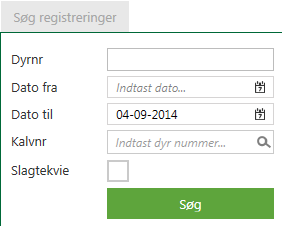 Søg registreringer
Dyrnr
Dato fra Indtast dato...
Dato til 04-09-2014
Kalvnr Indtast dyr nummer...
Slagtekvie
Søg